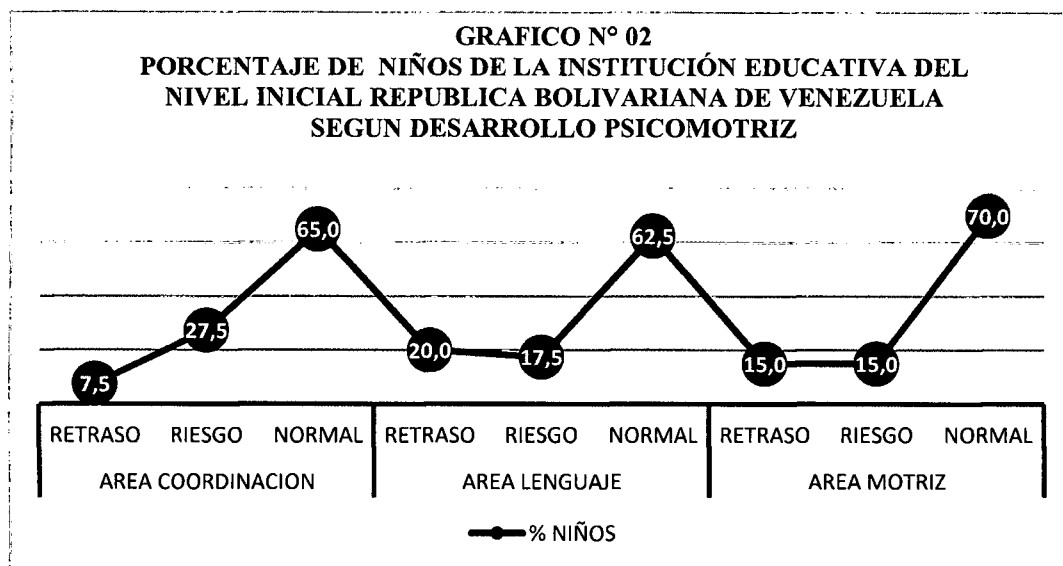 GRAFICO N° 02
PORCENTAJE DE NIÑOS DE LA INSTITUCIÓN EDUCATIVA DEL
NIVEL INICIAL REPUBLICA BOLIVARIANA DE VENEZUELA
SEGUN DESARROLLO PSICOMOTRIZ
7,5
27,5
65,0
20,0
17,5
62,5
15,0
15,0
70,0
RETRASO RIESGO NORMAL RETRASO RIESGO NORMAL RETRASO RIESGO NORMAL
AREA COORDINACION AREA LENGUAJE AREA MOTRIZ
% NIÑOS